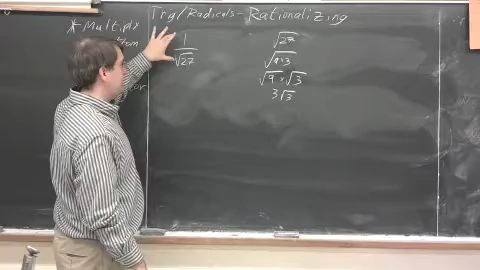 Trig/Radicals - Rationalizing
* Multiply
1
√27
√27
√9·3
√9 × √3
3√3